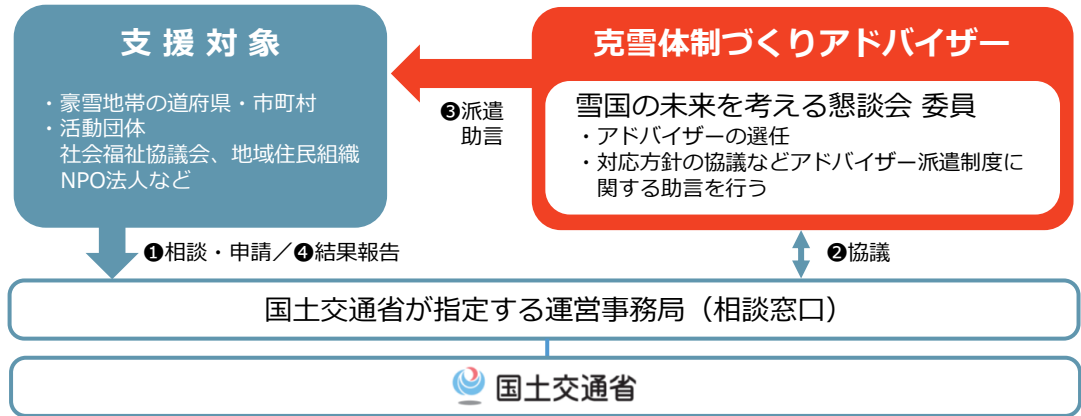 支援対象
・豪雪地帯の道府県・市町村
・活動団体
社会福祉協議会、地域住民組織
NPO法人など
克雪体制づくりアドバイザー
雪国の未来を考える懇談会 委員
・アドバイザーの選任
・対応方針の協議などアドバイザー派遣制度に
関する助言を行う
❸派遣
助言
❶相談・申請／❹結果報告
❷協議
国土交通省が指定する運営事務局（相談窓口）
国土交通省